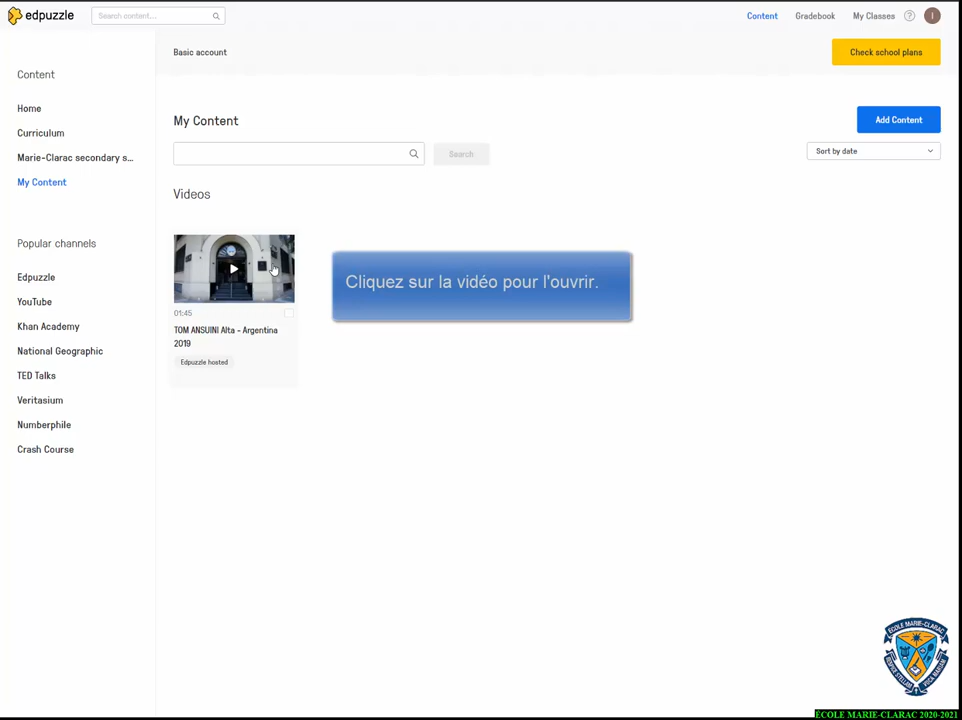 edpuzzle
Search content...
Content
Gradebook
My Classes
?
I
Basic account
Check school plans
Content
Home
Curriculum
Marie-Clarac secondary s...
My Content
Popular channels
Edpuzzle
YouTube
Khan Academy
National Geographic
TED Talks
Veritasium
Numberphile
Crash Course
My Content
Add Content
Search
Sort by date
Videos
01:45
TOM ANSUINI Alta - Argentina
2019
Edpuzzle hosted
Cliquez sur la vidéo pour l'ouvrir.
ÉCOLE MARIE-CLARAC
ÉCOLE MARIE-CLARAC 2020-2021